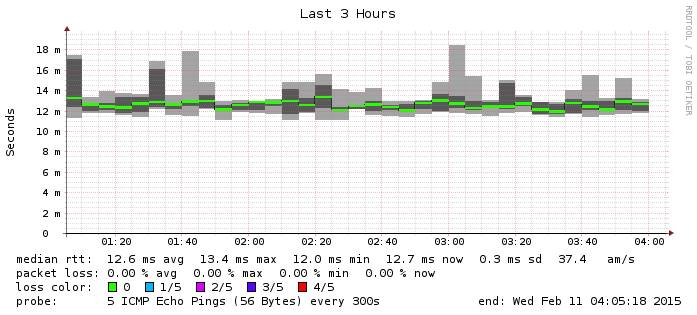 Last 3 Hours
RRDTOOL / TOBI OETIKER
Seconds
18 m
16 m
14 m
12 m
10 m
8 m
6 m
4 m
2 m
0
01:20 01:40 02:00 02:20 02:40 03:00 03:20 03:40 04:00
median rtt: 12.6 ms avg 13.4 ms max 12.0 ms min 12.7 ms now 0.3 ms sd 37.4 am/s
packet loss: 0.00 % avg 0.00 % max 0.00 % min 0.00 % now
loss color: 0 1/5 2/5 3/5 4/5
probe: 5 ICMP Echo Pings (56 Bytes) every 300s end: Wed Feb 11 04:05:18 2015